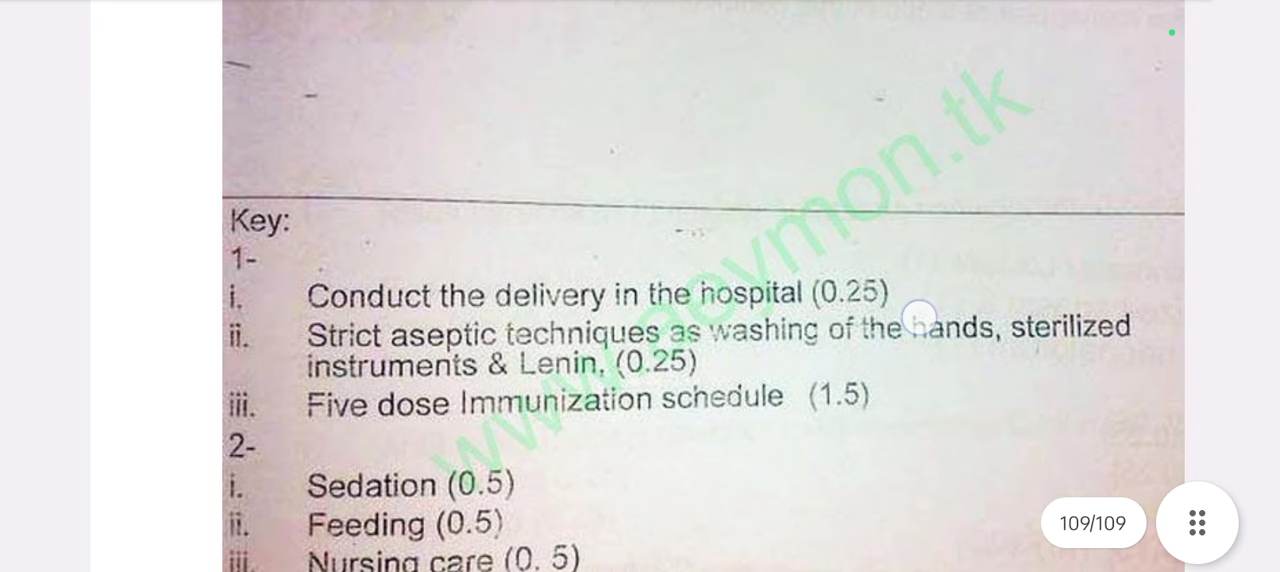 Key:
1-
i. Conduct the delivery in the hospital (0.25)
ii. Strict aseptic techniques as washing of the hands, sterilized
instruments & Lenin, (0.25)
iii. Five dose Immunization schedule (1.5)
2-
i. Sedation (0.5)
ii. Feeding (0.5)
iii. Nursing care (0. 5)
109/109